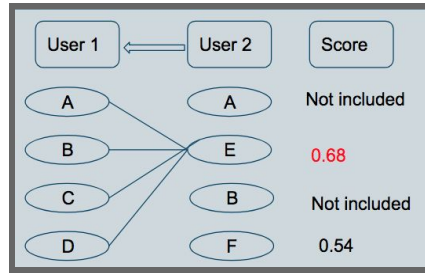 User 1 User 2 Score
A A Not included
B E 0.68
C B Not included
D F 0.54